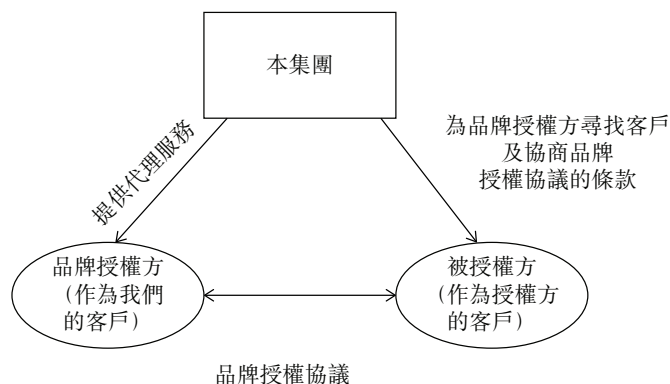 本集團
為品牌授權方尋找客戶
及協商品牌
授權協議的條款
提供代理服務
品牌授權方
(作為我們
的客戶)
被授權方
(作為授權方
的客戶)
品牌授權協議